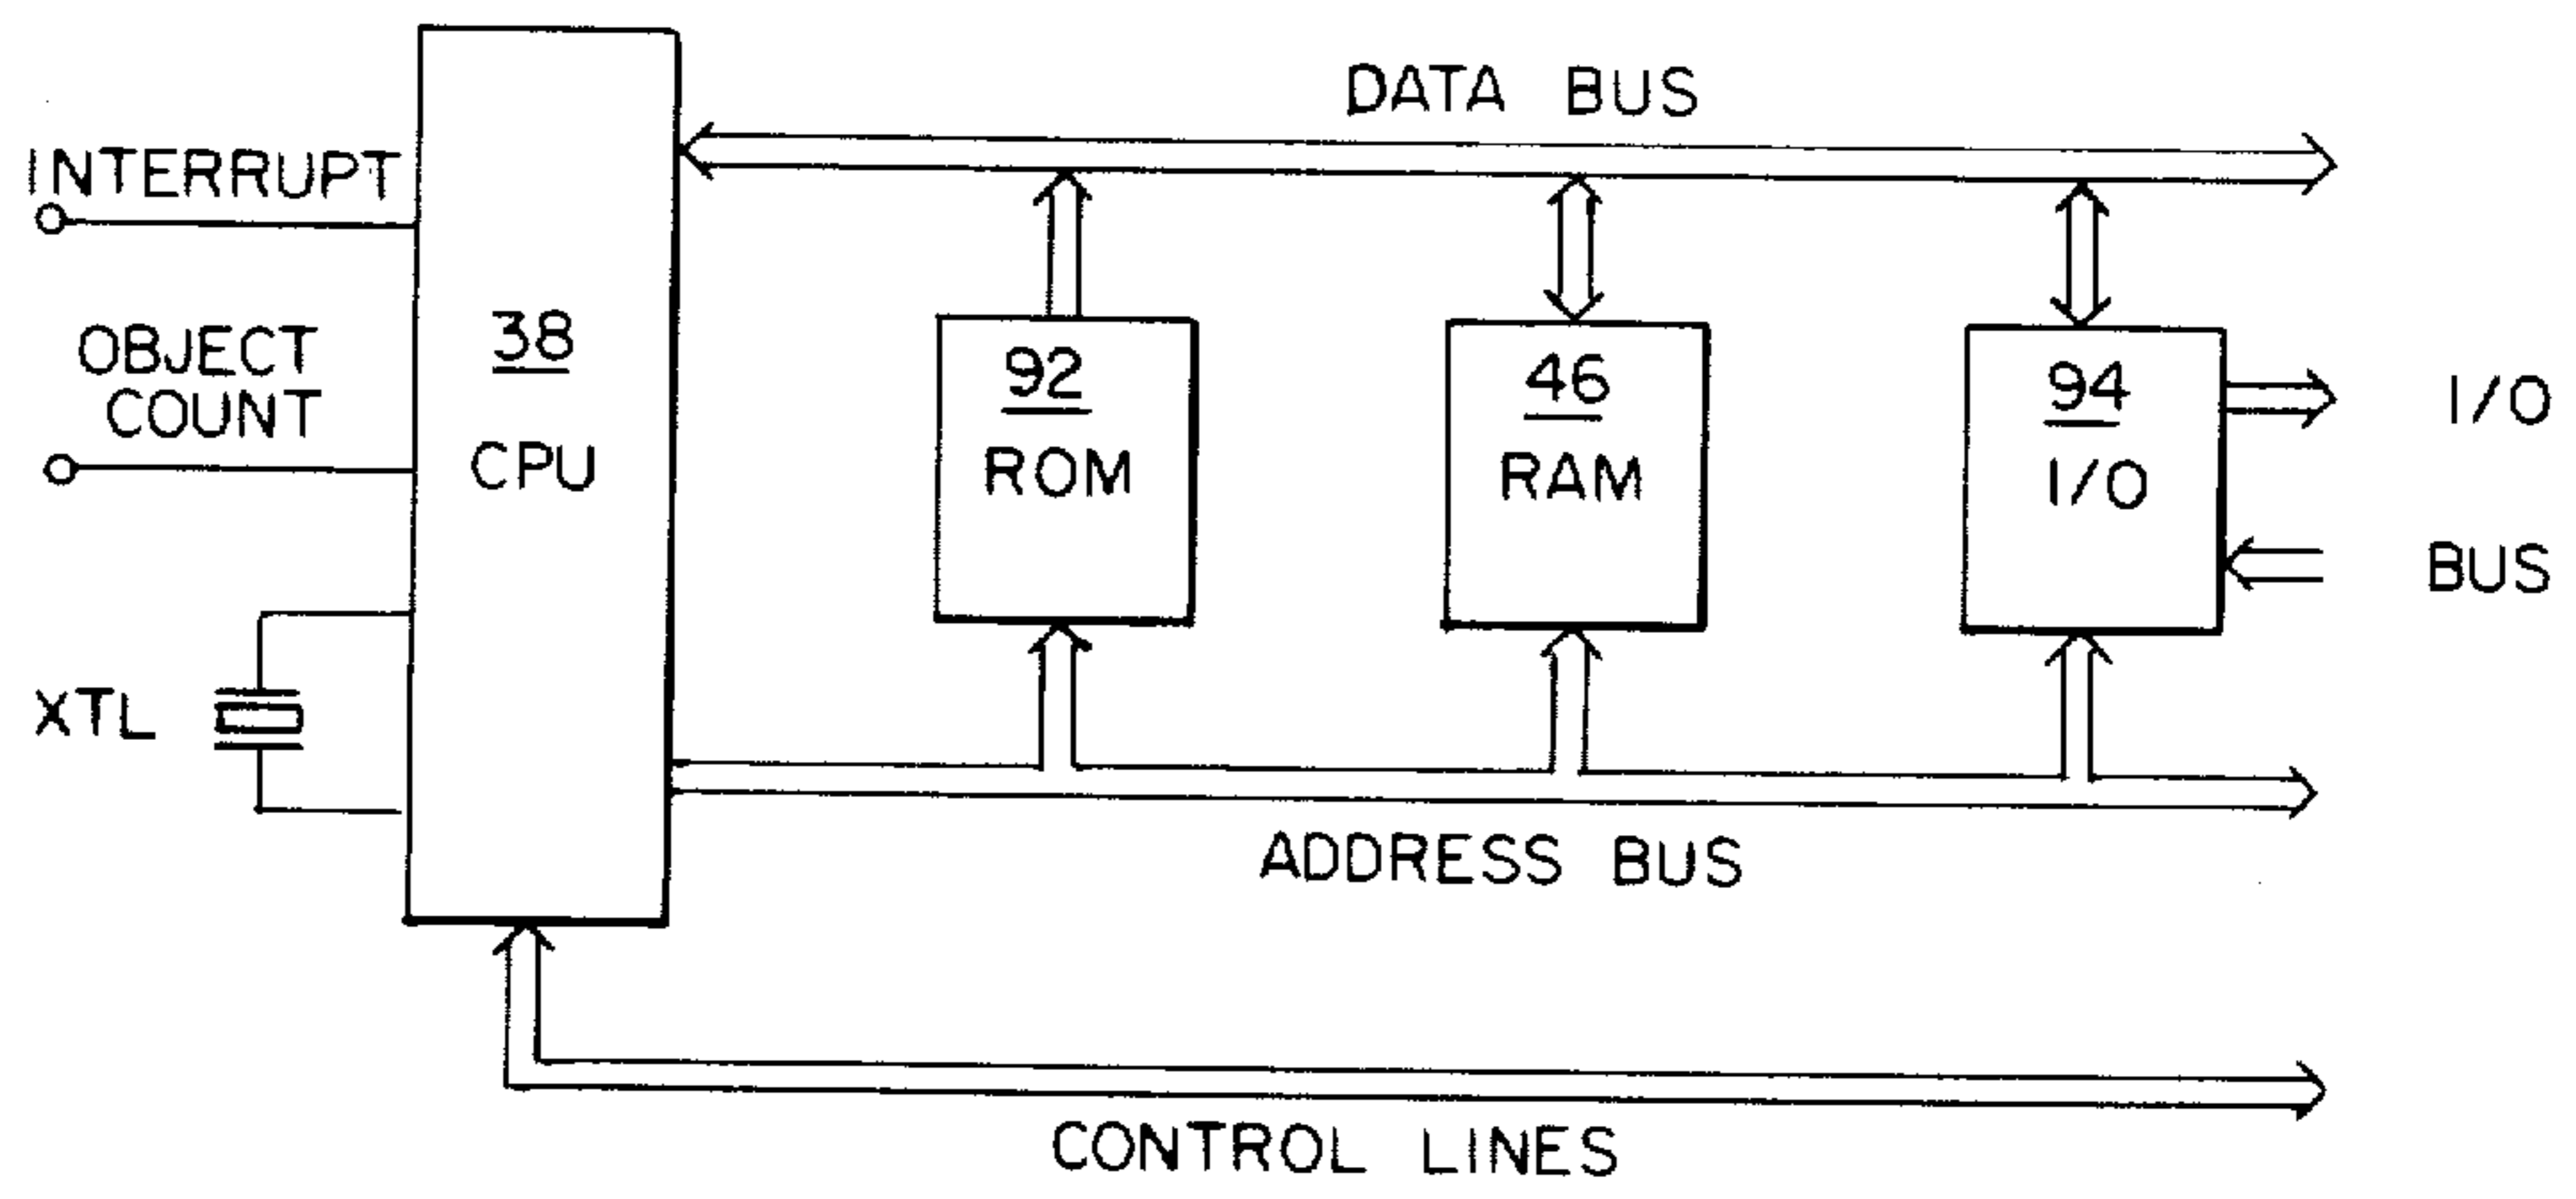 DATA BUS
INTERRUPT
OBJECT
COUNT
38
CPU
92
ROM
46
RAM
94
I/O
I/O
BUS
XTL
ADDRESS BUS
CONTROL LINES